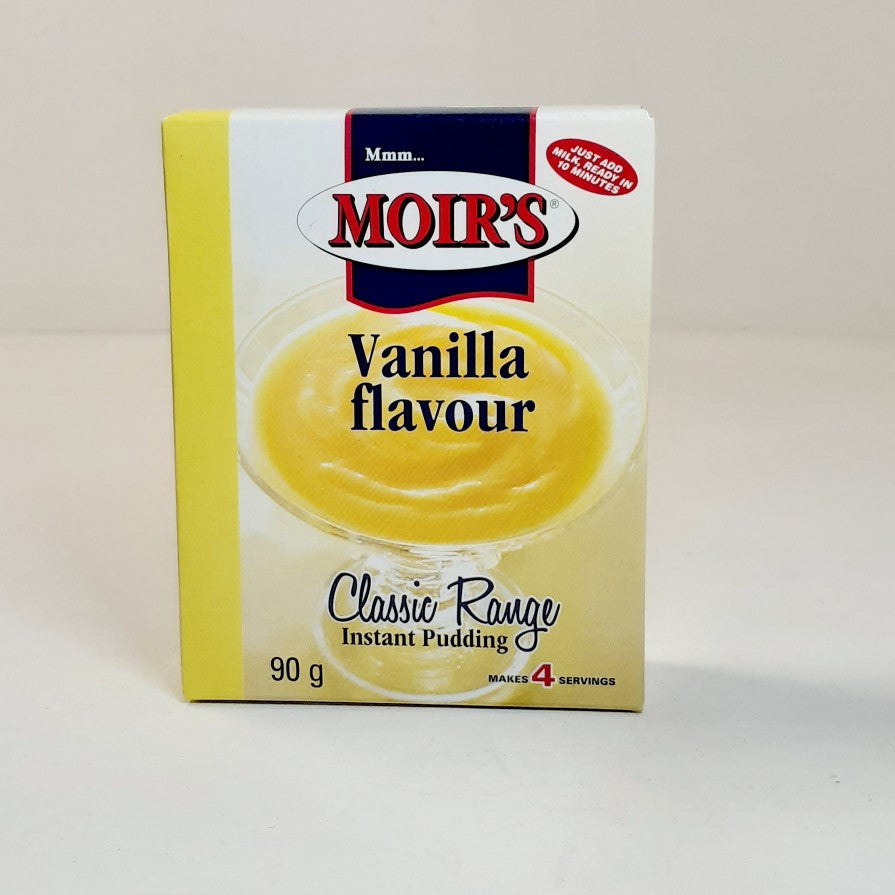 Mmm...
MOIR'S®
JUST ADD
MILK, READY IN
10 MINUTES
Vanilla
flavour
Classic Range
Instant Pudding
90 g
MAKES 4 SERVINGS